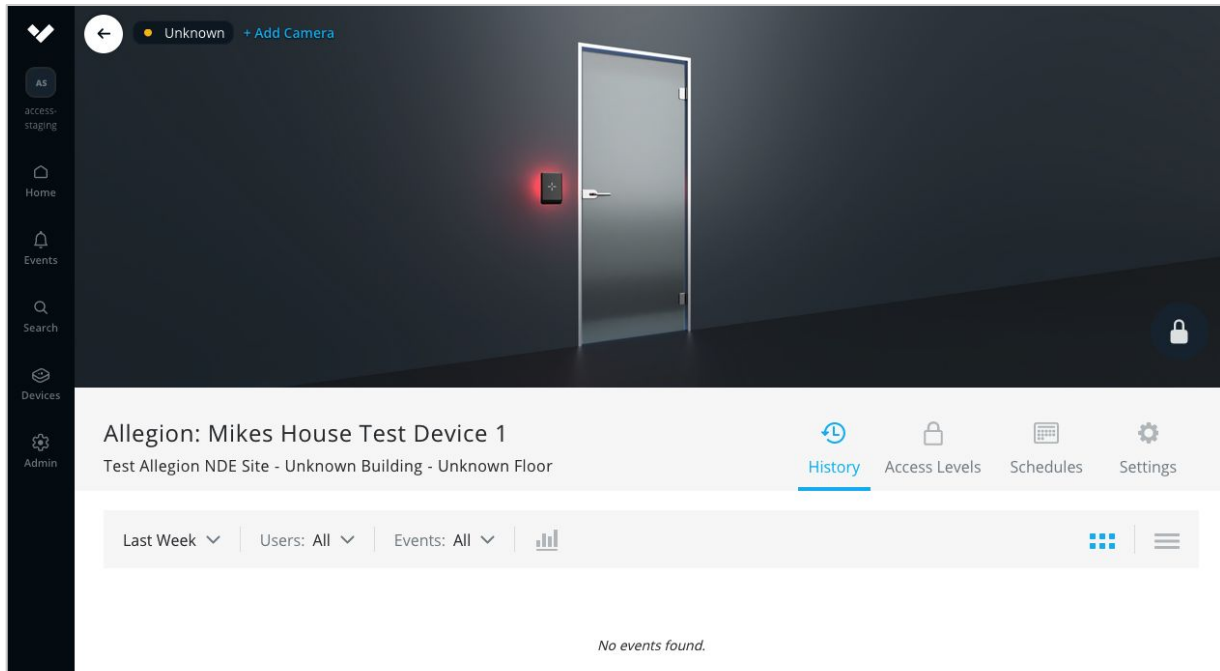 Unknown + Add Camera
AS
access-
staging
Home
Events
Search
Devices
Admin
Allegion: Mikes House Test Device 1
Test Allegion NDE Site - Unknown Building - Unknown Floor
History Access Levels Schedules Settings
Last Week Users: All Events: All
No events found.